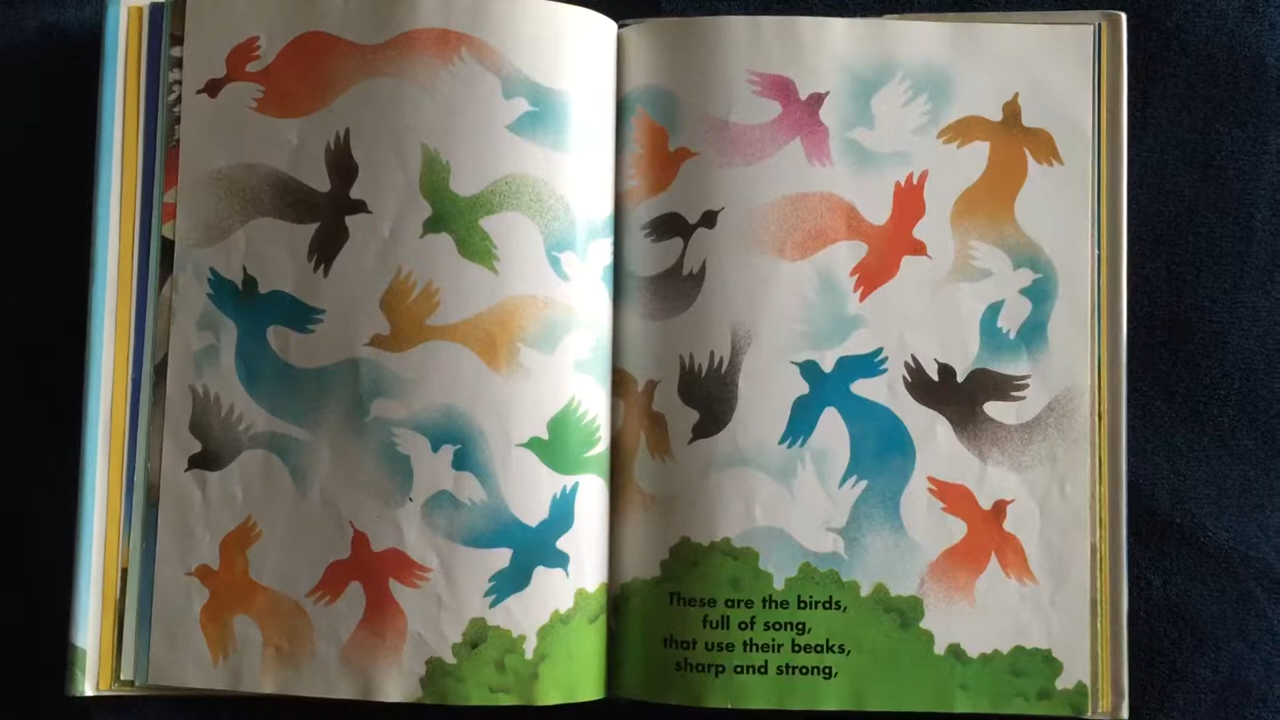 These are the birds,
full of song,
that use their beaks,
sharp and strong,